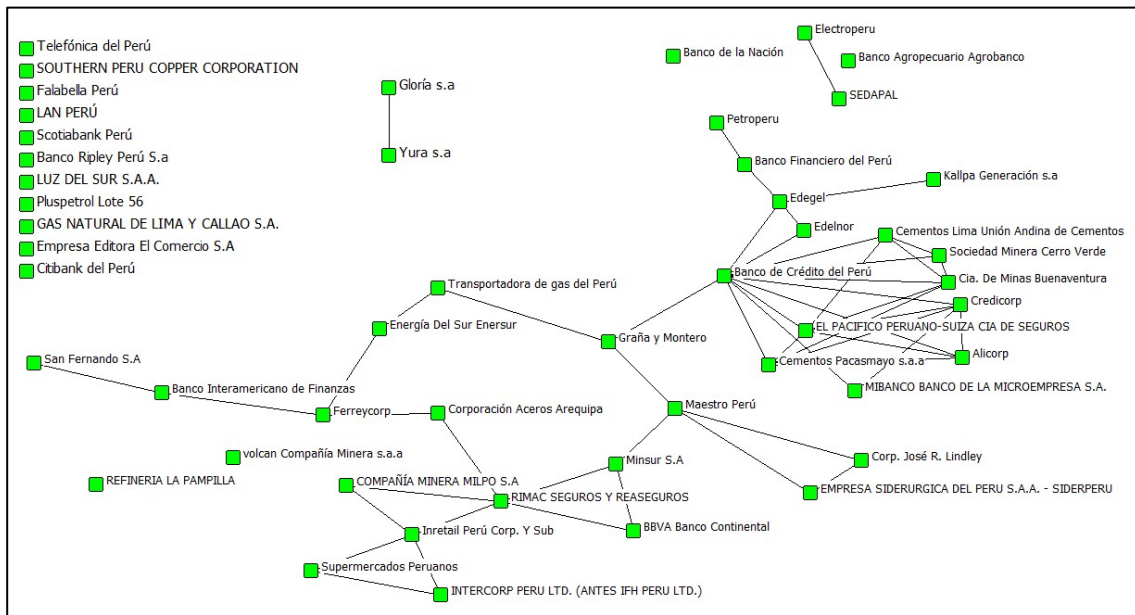 Telefónica del Perú
SOUTHERN PERU COPPER CORPORATION
Falabella Perú
LAN PERÚ
Scotiabank Perú
Banco Ripley Perú S.a
LUZ DEL SUR S.A.A.
Pluspetrol Lote 56
GAS NATURAL DE LIMA Y CALLAO S.A.
Empresa Editora El Comercio S.A
Citibank del Perú
Gloría s.a
Yura s.a
Electroperu
Banco de la Nación
Banco Agropecuario Agrobanco
SEDAPAL
Petroperu
Banco Financiero del Perú
Kallpa Generación s.a
Edegel
Edelnor
Cementos Lima Unión Andina de Cementos
Sociedad Minera Cerro Verde
Banco de Crédito del Perú
Cia. De Minas Buenaventura
Transportadora de gas del Perú
Credicorp
Energía Del Sur Enersur
EL PACIFICO PERUANO-SUIZA CIA DE SEGUROS
Graña y Montero
Alicorp
San Fernando S.A
Cementos Pacasmayo s.a.a
Banco Interamericano de Finanzas
MIBANCO BANCO DE LA MICROEMPRESA S.A.
Ferreycorp
Corporación Aceros Arequipa
Maestro Perú
volcan Compañía Minera s.a.a
Minsur S.A
Corp. José R. Lindley
REFINERIA LA PAMPILLA
COMPAÑÍA MINERA MILPO S.A
EMPRESA SIDERURGICA DEL PERU S.A.A. - SIDERPERU
RIMAC SEGUROS Y REASEGUROS
BBVA Banco Continental
Inretail Perú Corp. Y Sub
Supermercados Peruanos
INTERCORP PERU LTD. (ANTES IFH PERU LTD.)